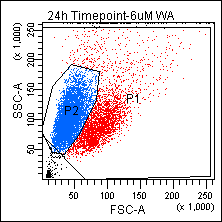 24h Timepoint-6uM WA
(x 1,000)
SSC-A
250
200
150
100
50
P1
P2
50 100 150 200 250
FSC-A (x 1,000)